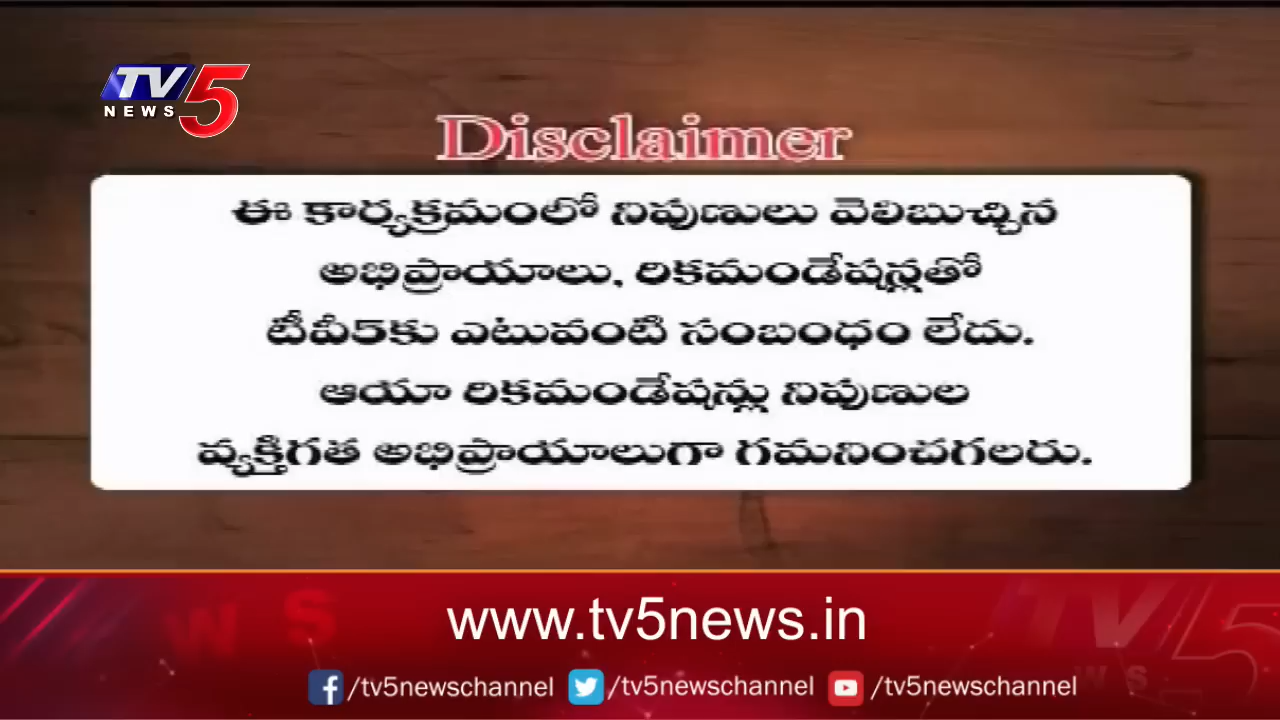 TV5
NEWS
Disclaimer
ఈ కార్యక్రమంలో నిపుణులు వెలిబుచ్చిన
అభిప్రాయాలు, రికమండేషన్లతో
టీవీ5కు ఎటువంటి సంబంధం లేదు.
ఆయా రికమండేషన్లు నిపుణుల
వ్యక్తిగత అభిప్రాయాలుగా గమనించగలరు.
www.tv5news.in
/tv5newschannel /tv5newschannel /tv5newschannel